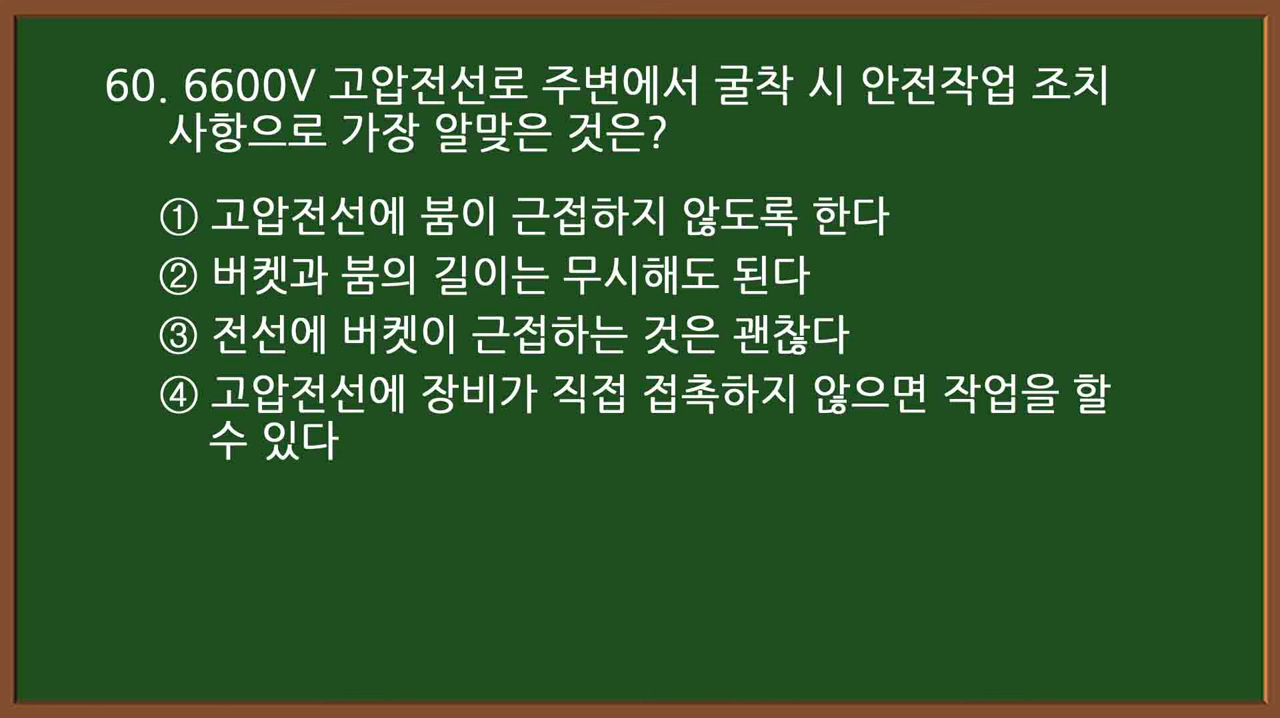 60. 6600V 고압전선로 주변에서 굴착 시 안전작업 조치
사항으로 가장 알맞은 것은?
① 고압전선에 붐이 근접하지 않도록 한다
② 버켓과 붐의 길이는 무시해도 된다
③ 전선에 버켓이 근접하는 것은 괜찮다
④ 고압전선에 장비가 직접 접촉하지 않으면 작업을 할
수 있다